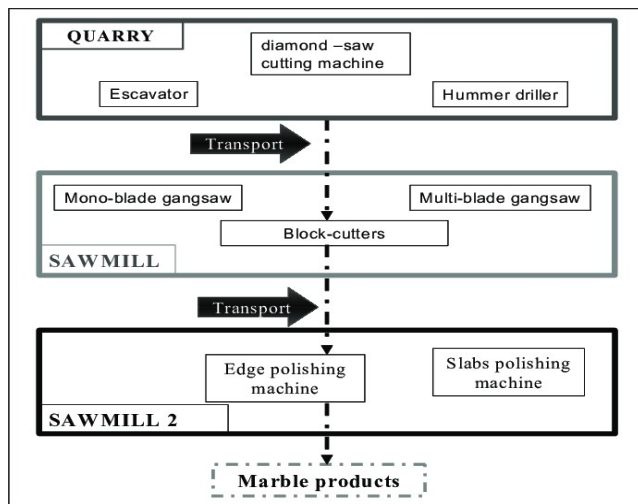 QUARRY
diamond –saw
cutting machine
Escavator
Hummer driller
Transport
Mono-blade gangsaw
Multi-blade gangsaw
Block-cutters
SAWMILL
Transport
Edge polishing
machine
Slabs polishing
machine
SAWMILL 2
Marble products